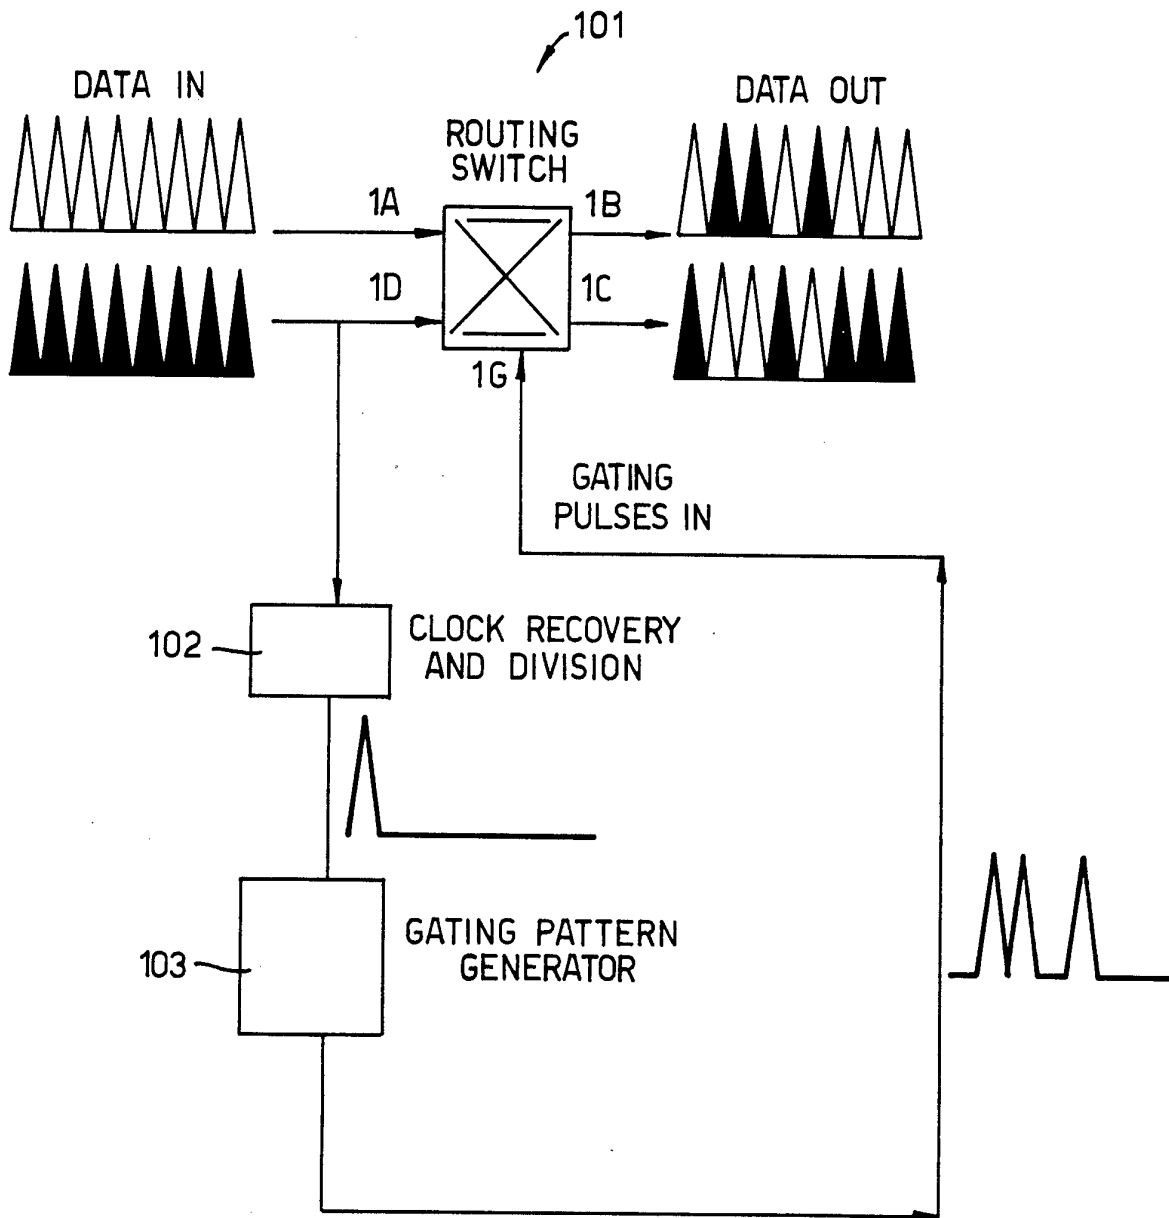 101
DATA IN
DATA OUT
ROUTING
SWITCH
1A
1B
1D
1C
1G
GATING
PULSES IN
102
CLOCK RECOVERY
AND DIVISION
103
GATING PATTERN
GENERATOR